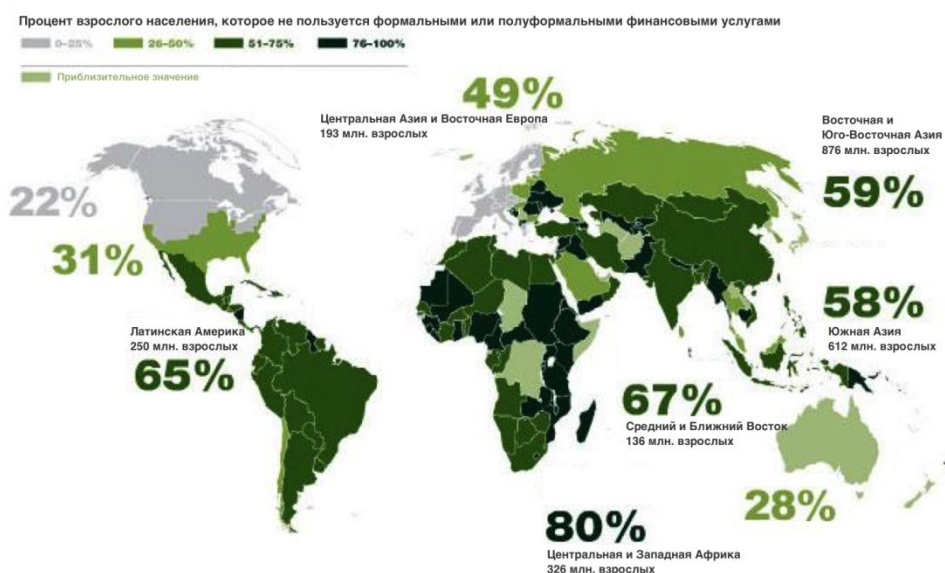 Процент взрослого населения, которое не пользуется формальными или полуформальными финансовыми услугами
0–25% 26–50% 51–75% 76–100%
Приблизительное значение
49%
Центральная Азия и Восточная Европа
193 млн. взрослых
Восточная и
Юго-Восточная Азия
876 млн. взрослых
59%
22%
31%
58%
Южная Азия
612 млн. взрослых
Латинская Америка
250 млн. взрослых
65%
67%
Средний и Ближний Восток
136 млн. взрослых
28%
80%
Центральная и Западная Африка
326 млн. взрослых